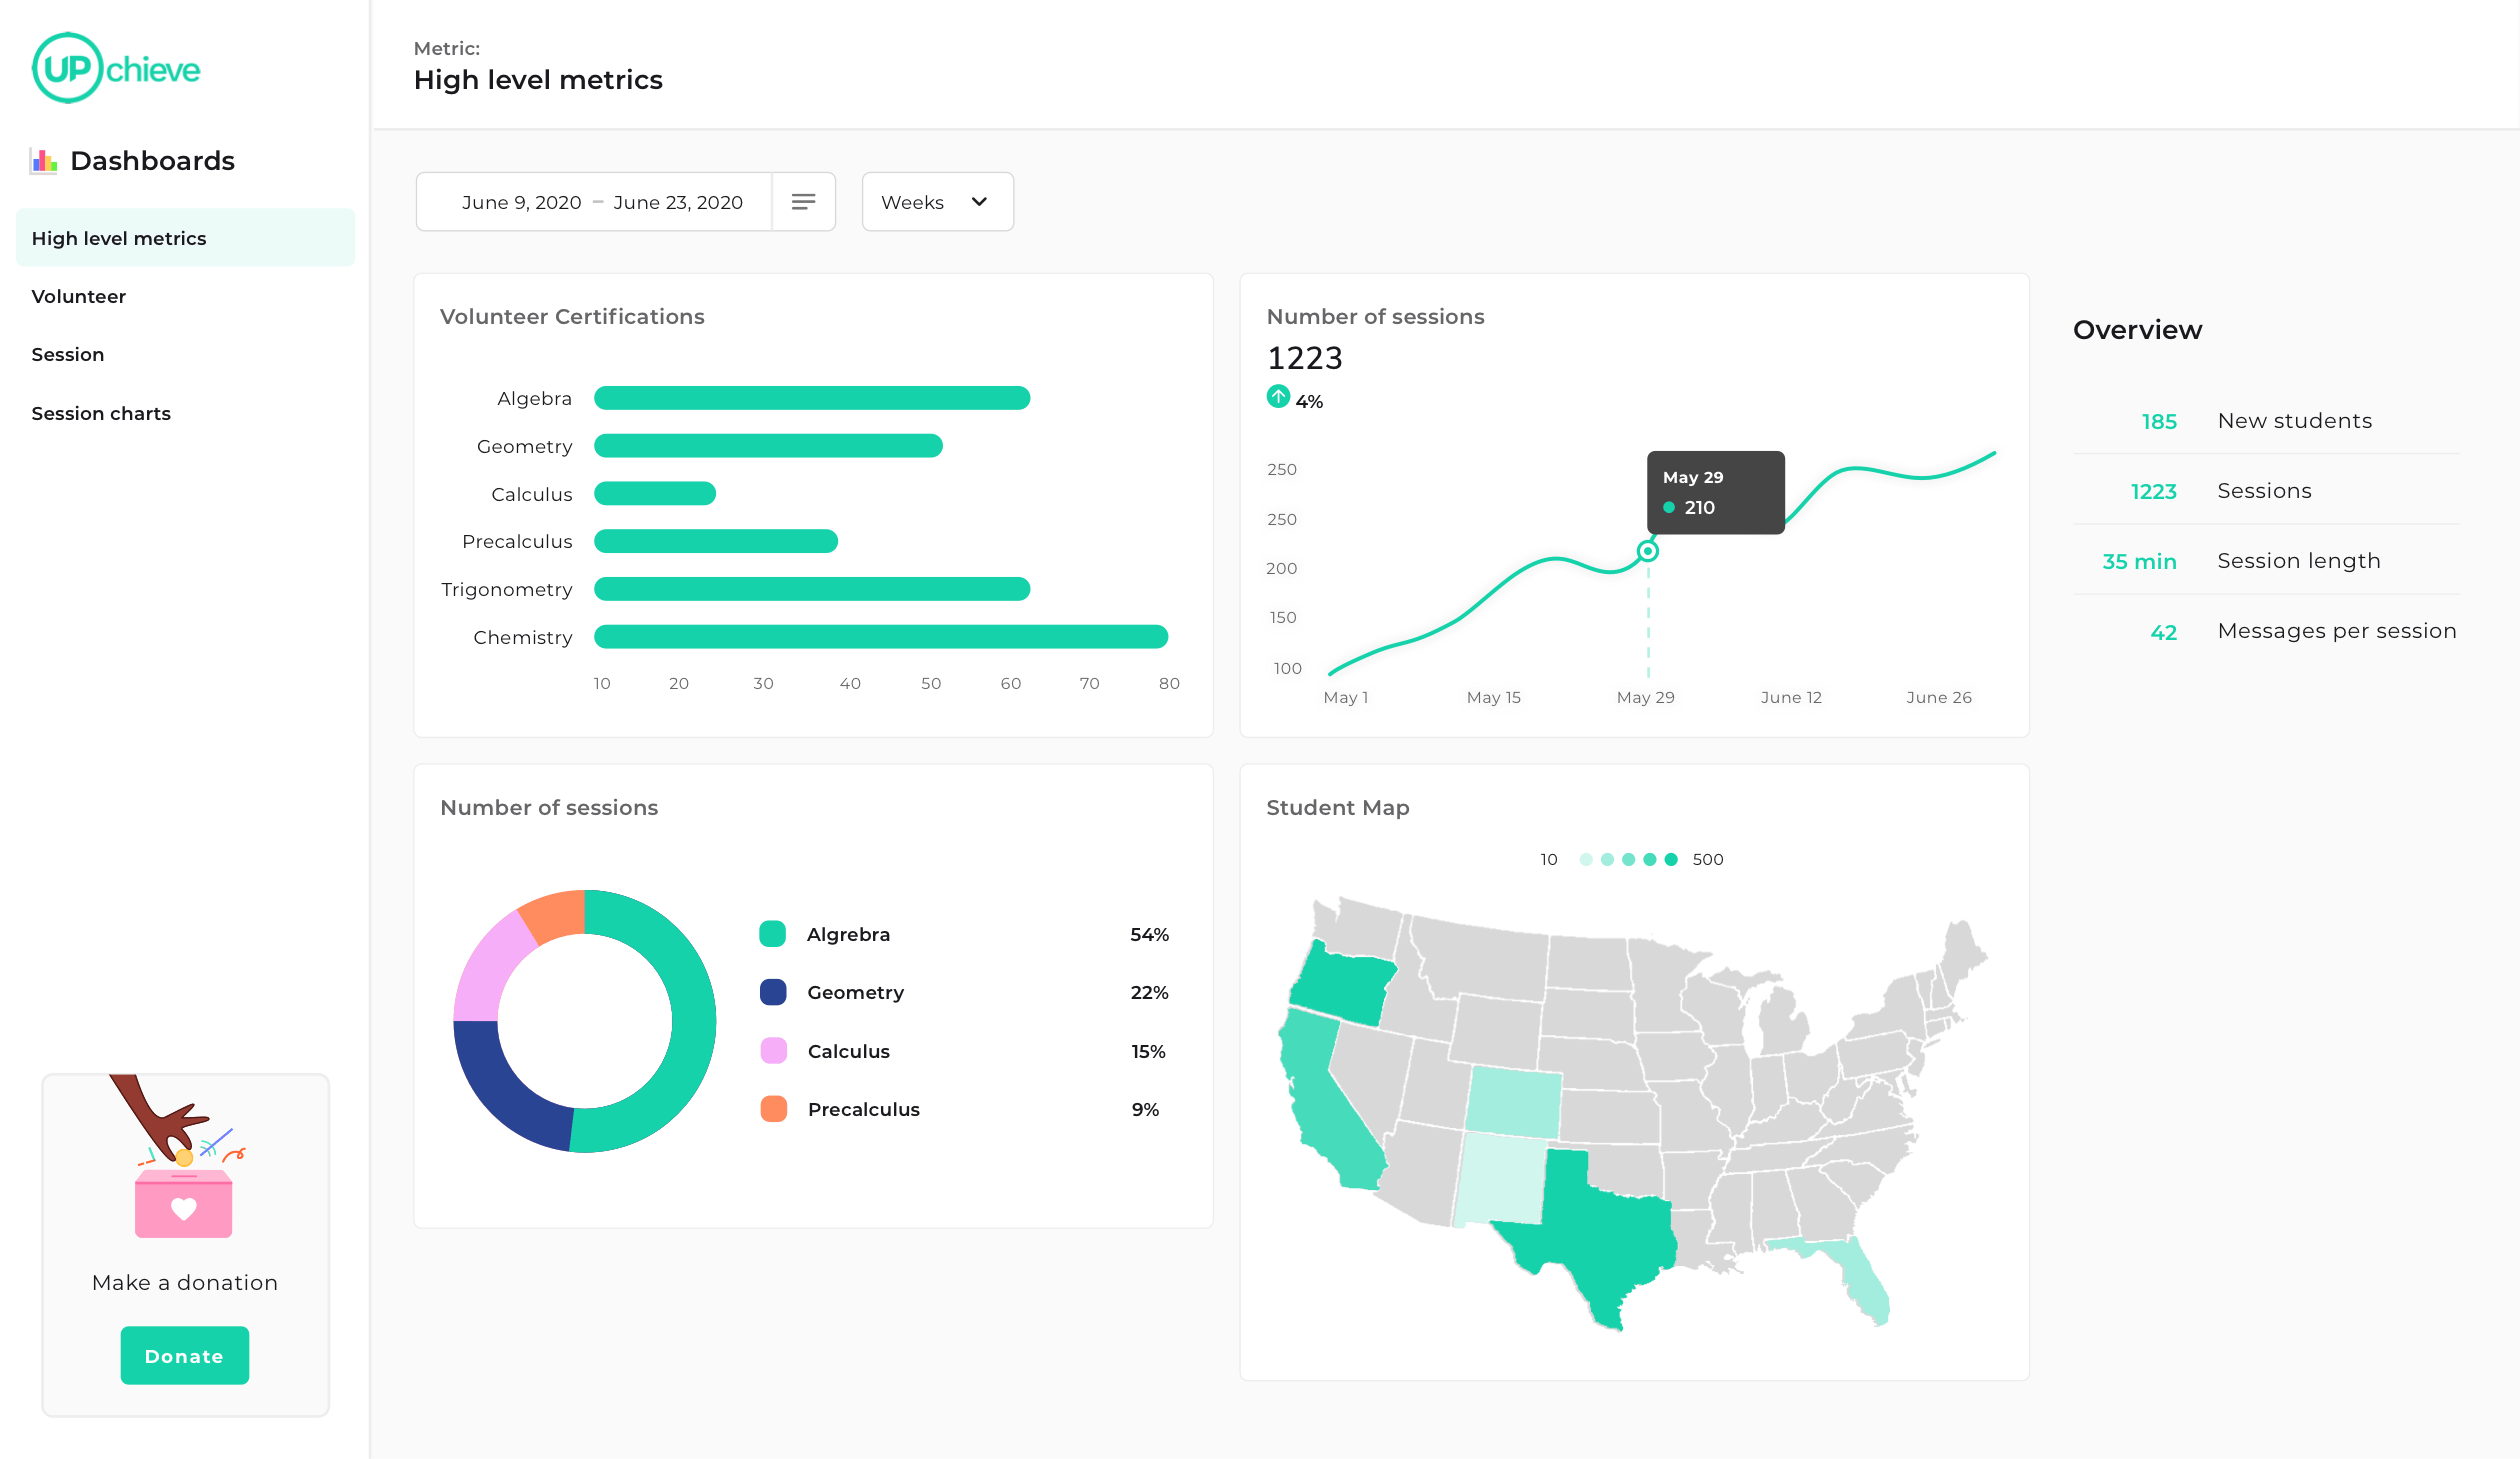 UPchieve
Dashboards
High level metrics
Volunteer
Session
Session charts
Make a donation
Donate
Metric:
High level metrics
June 9, 2020 – June 23, 2020
Weeks
Volunteer Certifications
Algebra
Geometry
Calculus
Precalculus
Trigonometry
Chemistry
10 20 30 40 50 60 70 80
Number of sessions
1223
4%
250
250
200
150
100
May 29
210
May 1 May 15 May 29 June 12 June 26
Overview
185 New students
1223 Sessions
35 min Session length
42 Messages per session
Number of sessions
Algrebra 54%
Geometry 22%
Calculus 15%
Precalculus 9%
Student Map
10 500